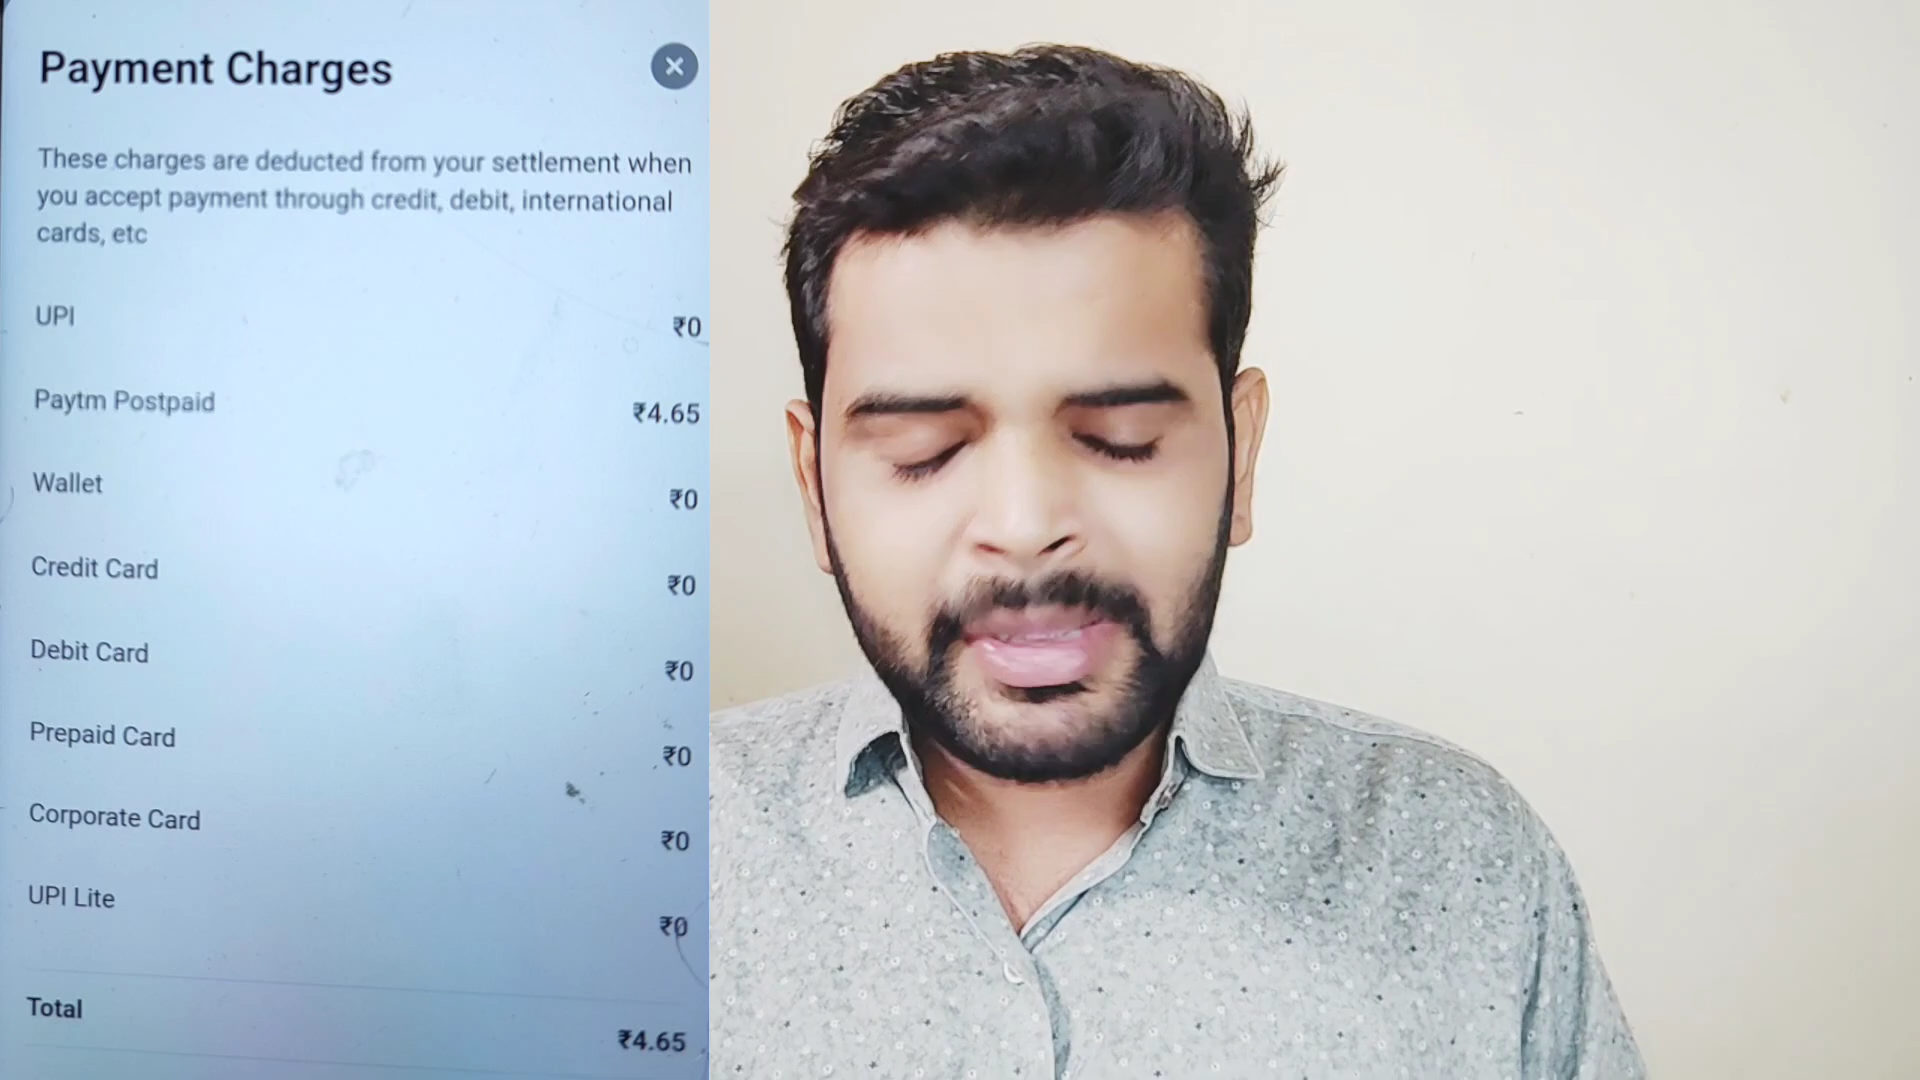 Payment Charges
These charges are deducted from your settlement when
you accept payment through credit, debit, international
cards, etc
UPI ₹0
Paytm Postpaid ₹4.65
Wallet ₹0
Credit Card ₹0
Debit Card ₹0
Prepaid Card ₹0
Corporate Card ₹0
UPI Lite ₹0
Total ₹4.65